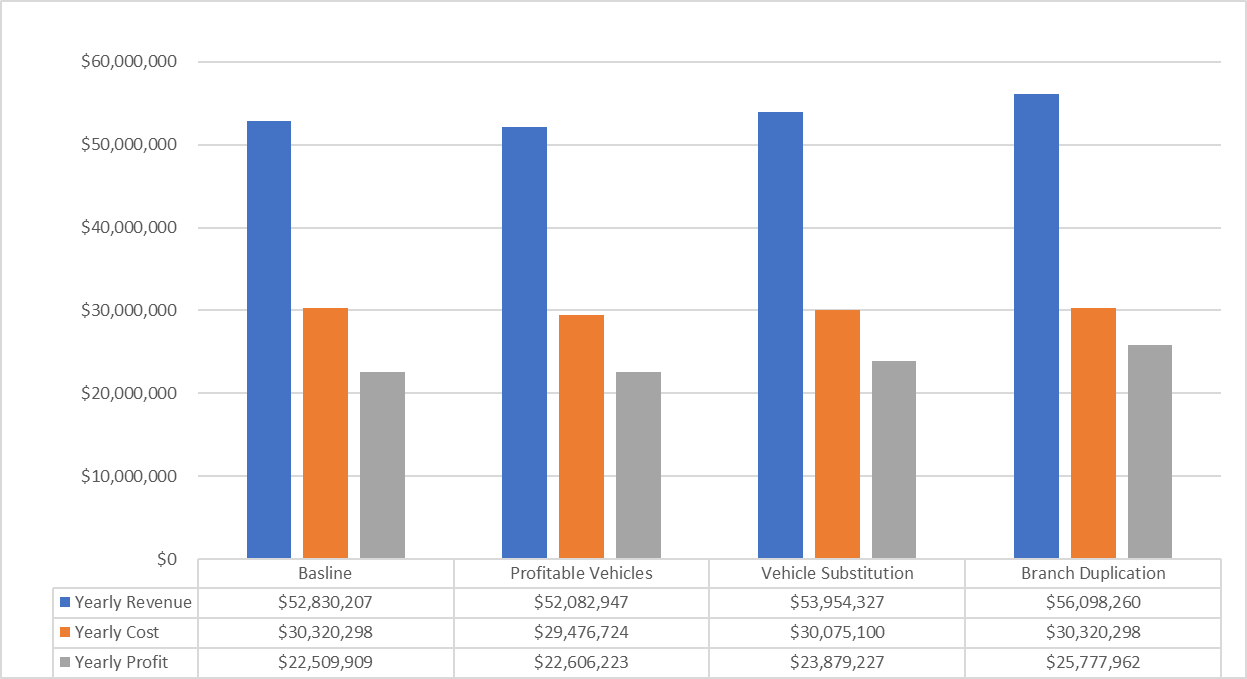 $60,000,000
$50,000,000
$40,000,000
$30,000,000
$20,000,000
$10,000,000
$0
Basline Profitable Vehicles Vehicle Substitution Branch Duplication
Yearly Revenue $52,830,207 $52,082,947 $53,954,327 $56,098,260
Yearly Cost $30,320,298 $29,476,724 $30,075,100 $30,320,298
Yearly Profit $22,509,909 $22,606,223 $23,879,227 $25,777,962